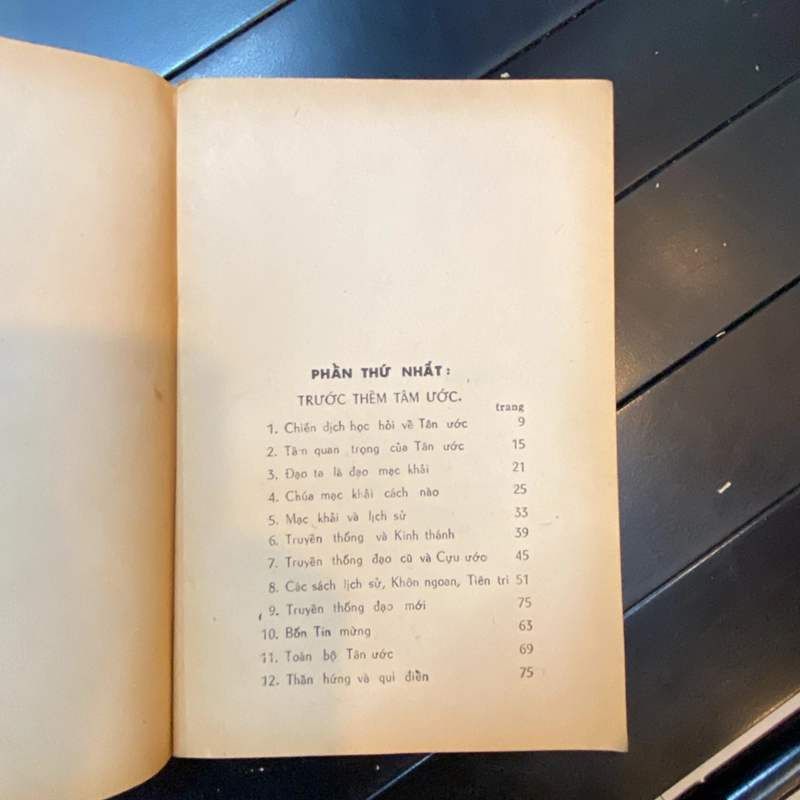 PHẦN THỨ NHẤT :
TRƯỚC THỀM TÂM ƯỚC.
trang
1. Chiến dịch học hỏi về Tân ước 9
2. Tầm quan trọng của Tân ước 15
3. Đạo ta là đạo mạc khải 21
4. Chúa mạc khải cách nào 25
5. Mạc khải và lịch sử 33
6. Truyền thống và Kinh thánh 39
7. Truyền thống đạo cũ và Cựu ước 45
8. Các sách lịch sử, Khôn ngoan, Tiên tri 51
9. Truyền thống đạo mới 75
10. Bốn Tin mừng 63
11. Toàn bộ Tân ước 69
12. Thần hứng và qui điển 75